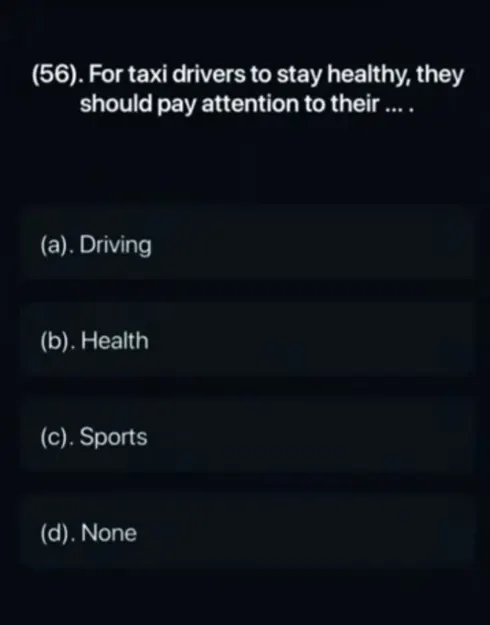 (56). For taxi drivers to stay healthy, they
should pay attention to their ... .
(a). Driving
(b). Health
(c). Sports
(d). None